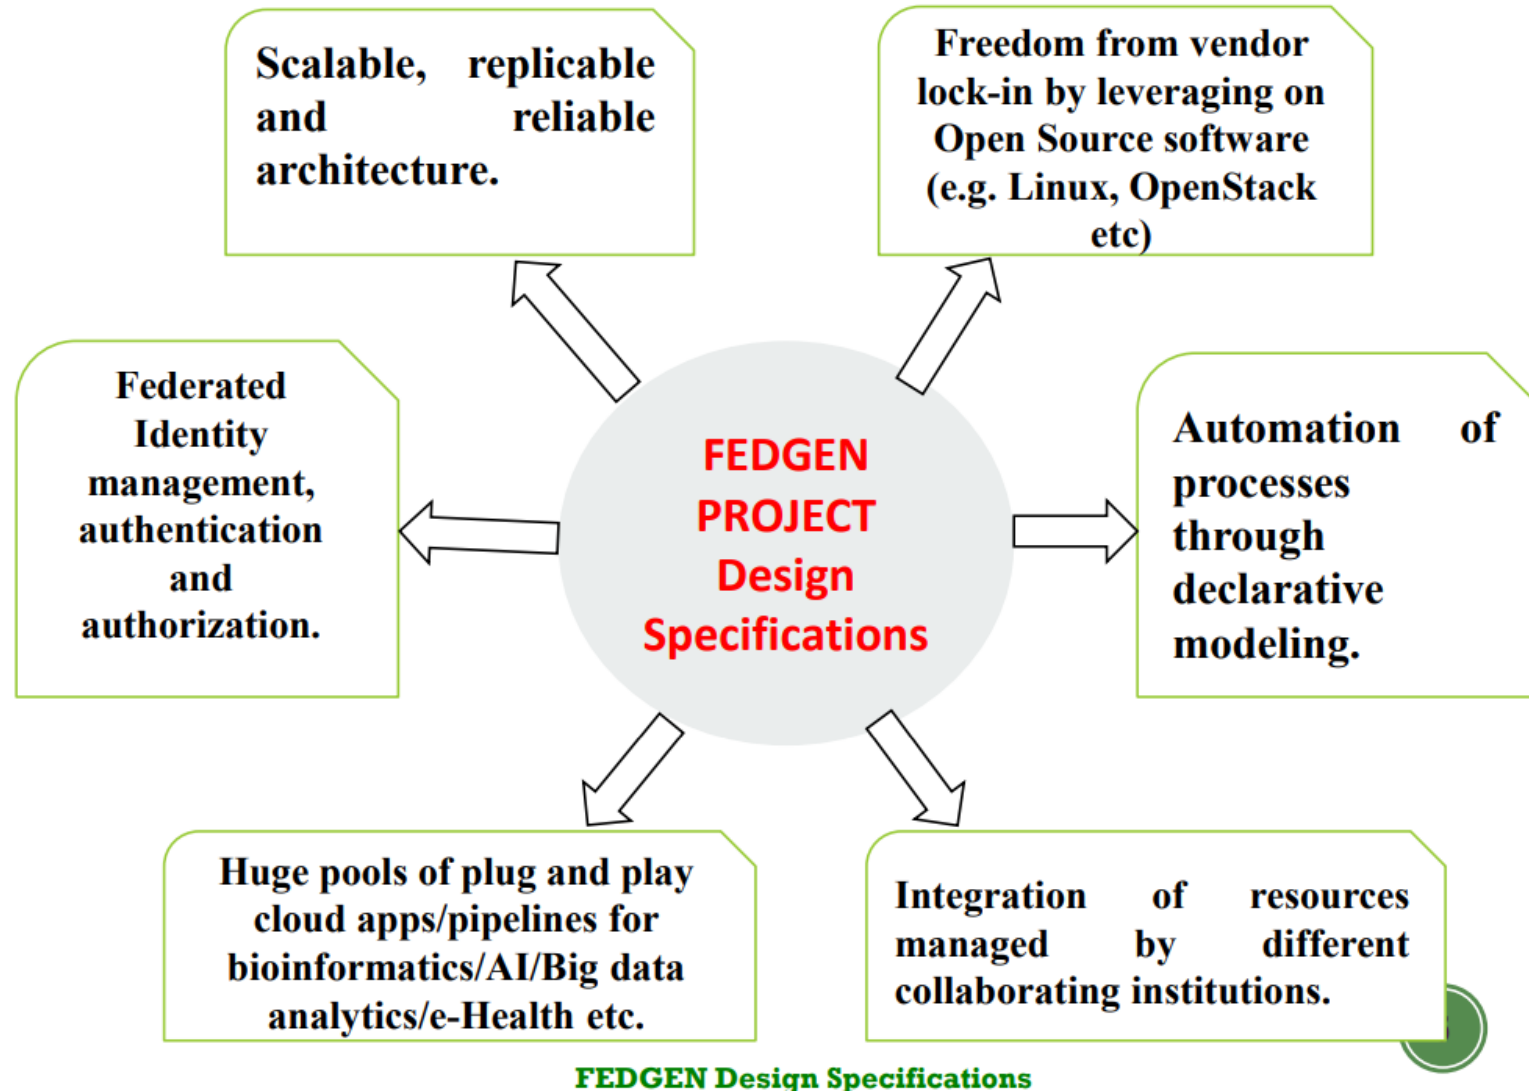 Scalable, replicable
and reliable
architecture.
Freedom from vendor
lock-in by leveraging on
Open Source software
(e.g. Linux, OpenStack
etc)
Federated
Identity
management,
authentication
and
authorization.
FEDGEN
PROJECT
Design
Specifications
Automation of
processes
through
declarative
modeling.
Huge pools of plug and play
cloud apps/pipelines for
bioinformatics/AI/Big data
analytics/e-Health etc.
Integration of resources
managed by different
collaborating institutions.
FEDGEN Design Specifications